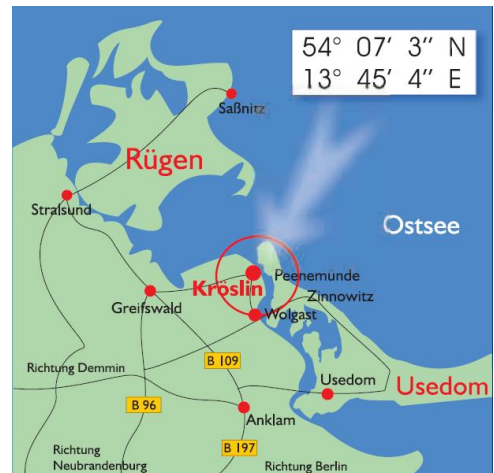 54° 07′ 3″ N
13° 45′ 4″ E
Saßnitz
Rügen
Stralsund
Ostsee
Peenemünde
Kröslin
Zinnowitz
Greifswald
Wolgast
B 109
Richtung Demmin
Usedom
Usedom
B 96
Anklam
B 197
Richtung
Neubrandenburg
Richtung Berlin